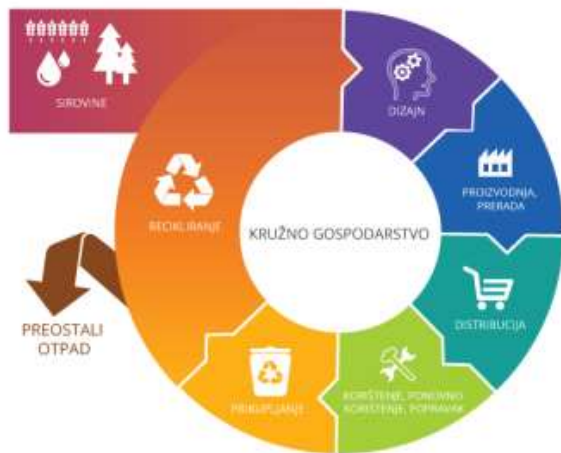 SIROVINE
DIZAJN
PROIZVODNJA,
PRERADA
DISTRIBUCIJA
KORIŠTENJE, PONOVNO
KORIŠTENJE, POPRAVAK
PRIKUPLJANJE
RECIKLIRANJE
KRUŽNO GOSPODARSTVO
PREOSTALI
OTPAD